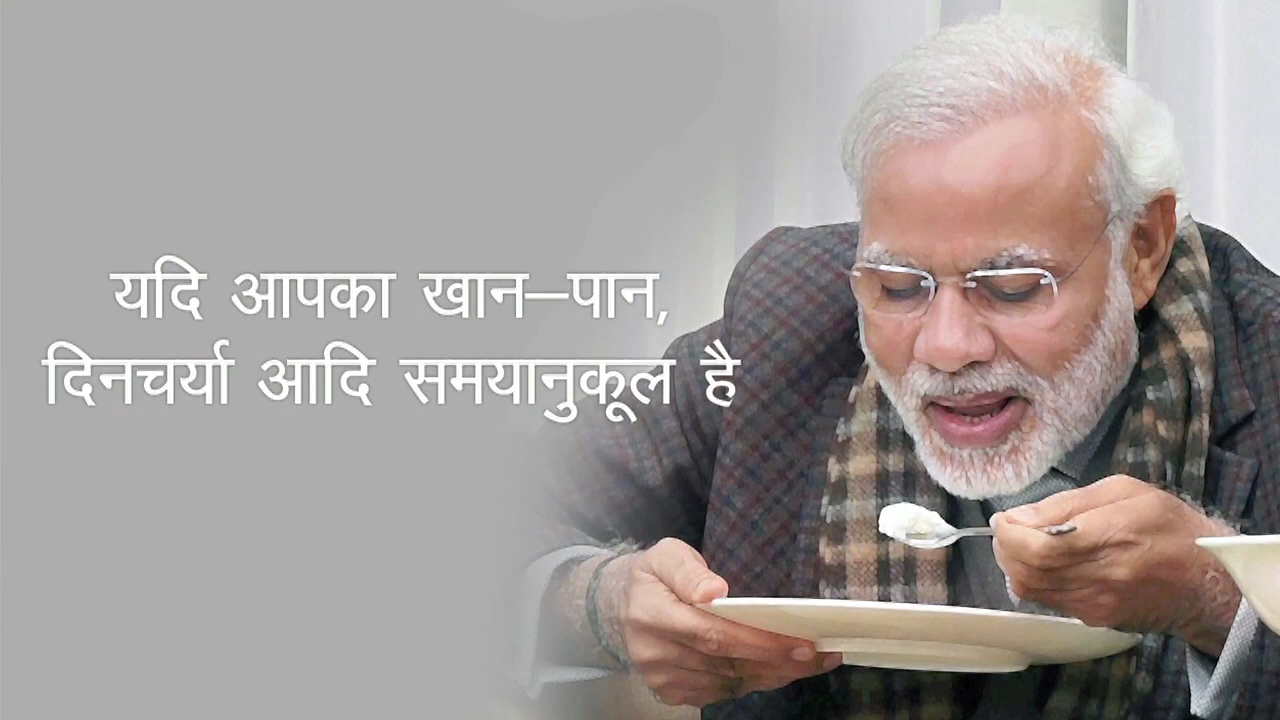 यदि आपका खान–पान,
दिनचर्या आदि समयानुकूल है